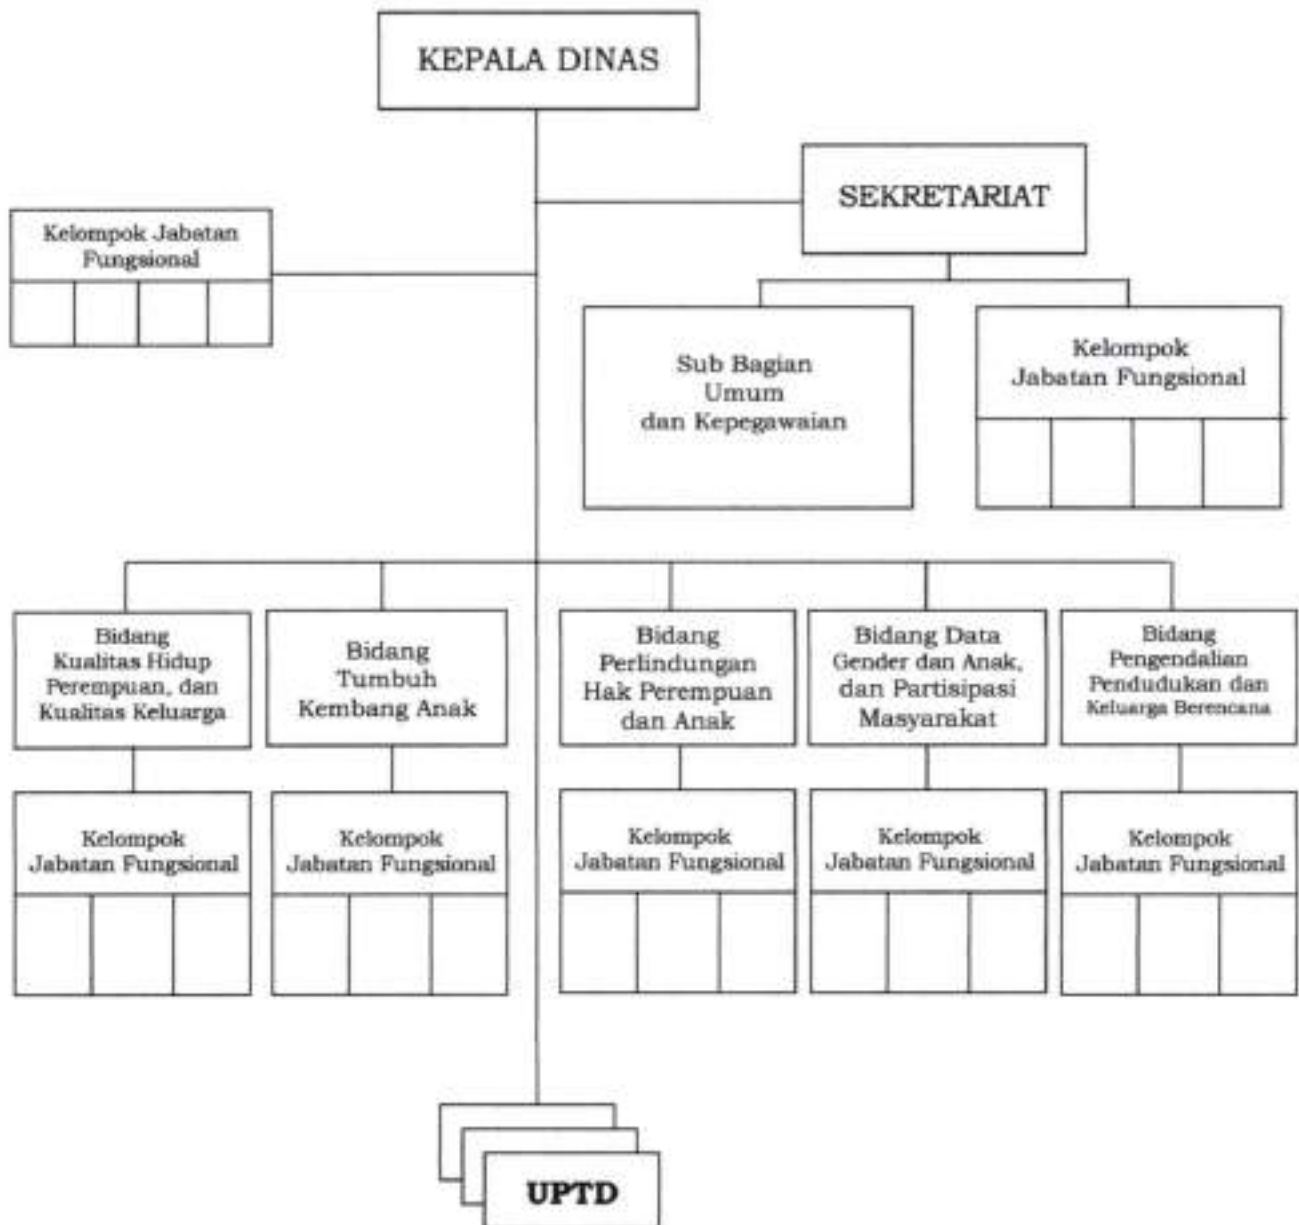 KEPALA DINAS
SEKRETARIAT
Kelompok Jabatan
Fungsional
Sub Bagian
Umum
dan Kepegawaian
Kelompok
Jabatan Fungsional
Bidang
Kualitas Hidup
Perempuan, dan
Kualitas Keluarga
Bidang
Tumbuh
Kembang Anak
Bidang
Perlindungan
Hak Perempuan
dan Anak
Bidang Data
Gender dan Anak,
dan Partisipasi
Masyarakat
Bidang
Pengendalian
Pendudukan dan
Keluarga Berencana
Kelompok
Jabatan Fungsional
Kelompok
Jabatan Fungsional
Kelompok
Jabatan Fungsional
Kelompok
Jabatan Fungsional
Kelompok
Jabatan Fungsional
UPTD